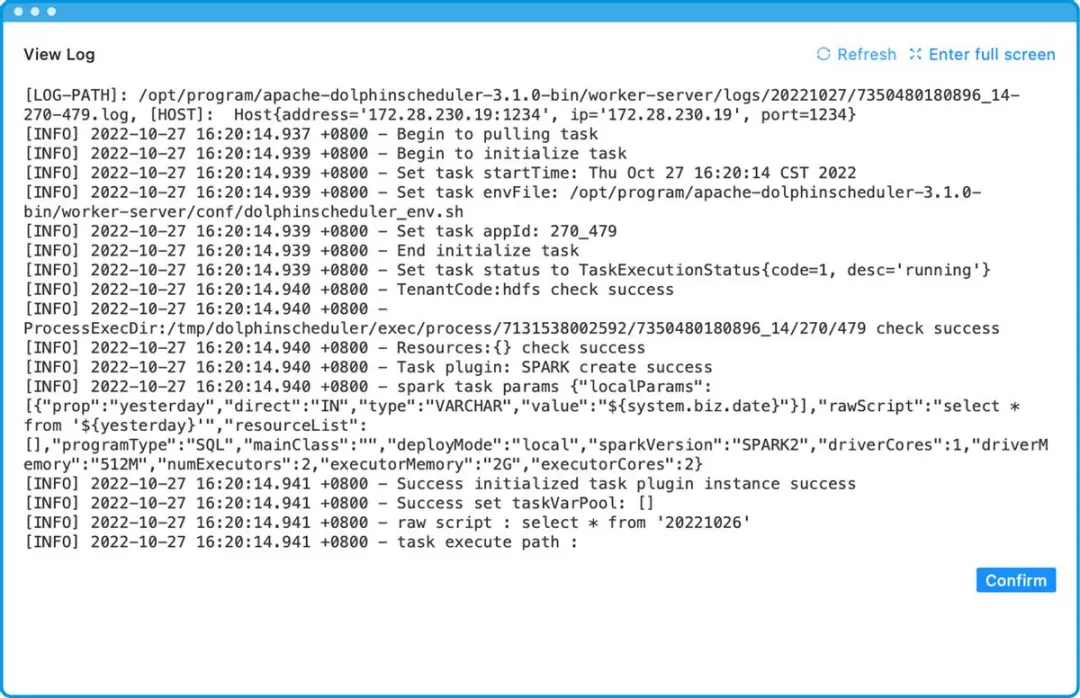 View Log
Refresh
Enter full screen
[LOG-PATH]: /opt/program/apache-dolphinscheduler-3.1.0-bin/worker-server/logs/20221027/7350480180896_14-
270-479.log, [HOST]:  Host{address='172.28.230.19:1234', ip='172.28.230.19', port=1234}
[INFO] 2022-10-27 16:20:14.937 +0800 - Begin to pulling task
[INFO] 2022-10-27 16:20:14.939 +0800 - Begin to initialize task
[INFO] 2022-10-27 16:20:14.939 +0800 - Set task startTime: Thu Oct 27 16:20:14 CST 2022
[INFO] 2022-10-27 16:20:14.939 +0800 - Set task envFile: /opt/program/apache-dolphinscheduler-3.1.0-
bin/worker-server/conf/dolphinscheduler_env.sh
[INFO] 2022-10-27 16:20:14.939 +0800 - Set task appId: 270_479
[INFO] 2022-10-27 16:20:14.939 +0800 - End initialize task
[INFO] 2022-10-27 16:20:14.939 +0800 - Set task status to TaskExecutionStatus{code=1, desc='running'}
[INFO] 2022-10-27 16:20:14.940 +0800 - TenantCode:hdfs check success
[INFO] 2022-10-27 16:20:14.940 +0800 -
ProcessExecDir:/tmp/dolphinscheduler/exec/process/7131538002592/7350480180896_14/270/479 check success
[INFO] 2022-10-27 16:20:14.940 +0800 - Resources:{} check success
[INFO] 2022-10-27 16:20:14.940 +0800 - Task plugin: SPARK create success
[INFO] 2022-10-27 16:20:14.940 +0800 - spark task params {"localParams":
[{"prop":"yesterday","direct":"IN","type":"VARCHAR","value":"${system.biz.date}"}],"rawScript":"select *
from '${yesterday}'","resourceList":
[],"programType":"SQL","mainClass":"","deployMode":"local","sparkVersion":"SPARK2","driverCores":1,"driverM
emory":"512M","numExecutors":2,"executorMemory":"2G","executorCores":2}
[INFO] 2022-10-27 16:20:14.941 +0800 - Success initialized task plugin instance success
[INFO] 2022-10-27 16:20:14.941 +0800 - Success set taskVarPool: []
[INFO] 2022-10-27 16:20:14.941 +0800 - raw script : select * from '20221026'
[INFO] 2022-10-27 16:20:14.941 +0800 - task execute path :
Confirm